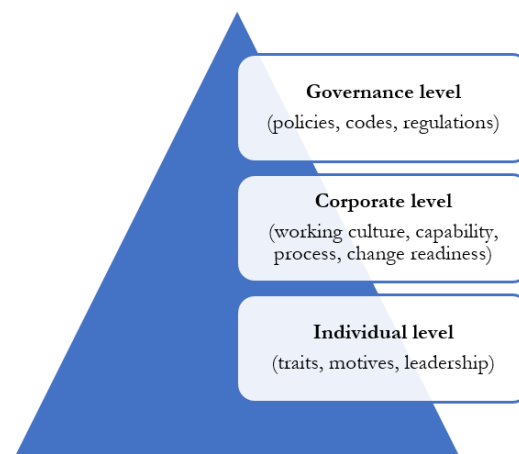 Governance level
(policies, codes, regulations)
Corporate level
(working culture, capability,
process, change readiness)
Individual level
(traits, motives, leadership)